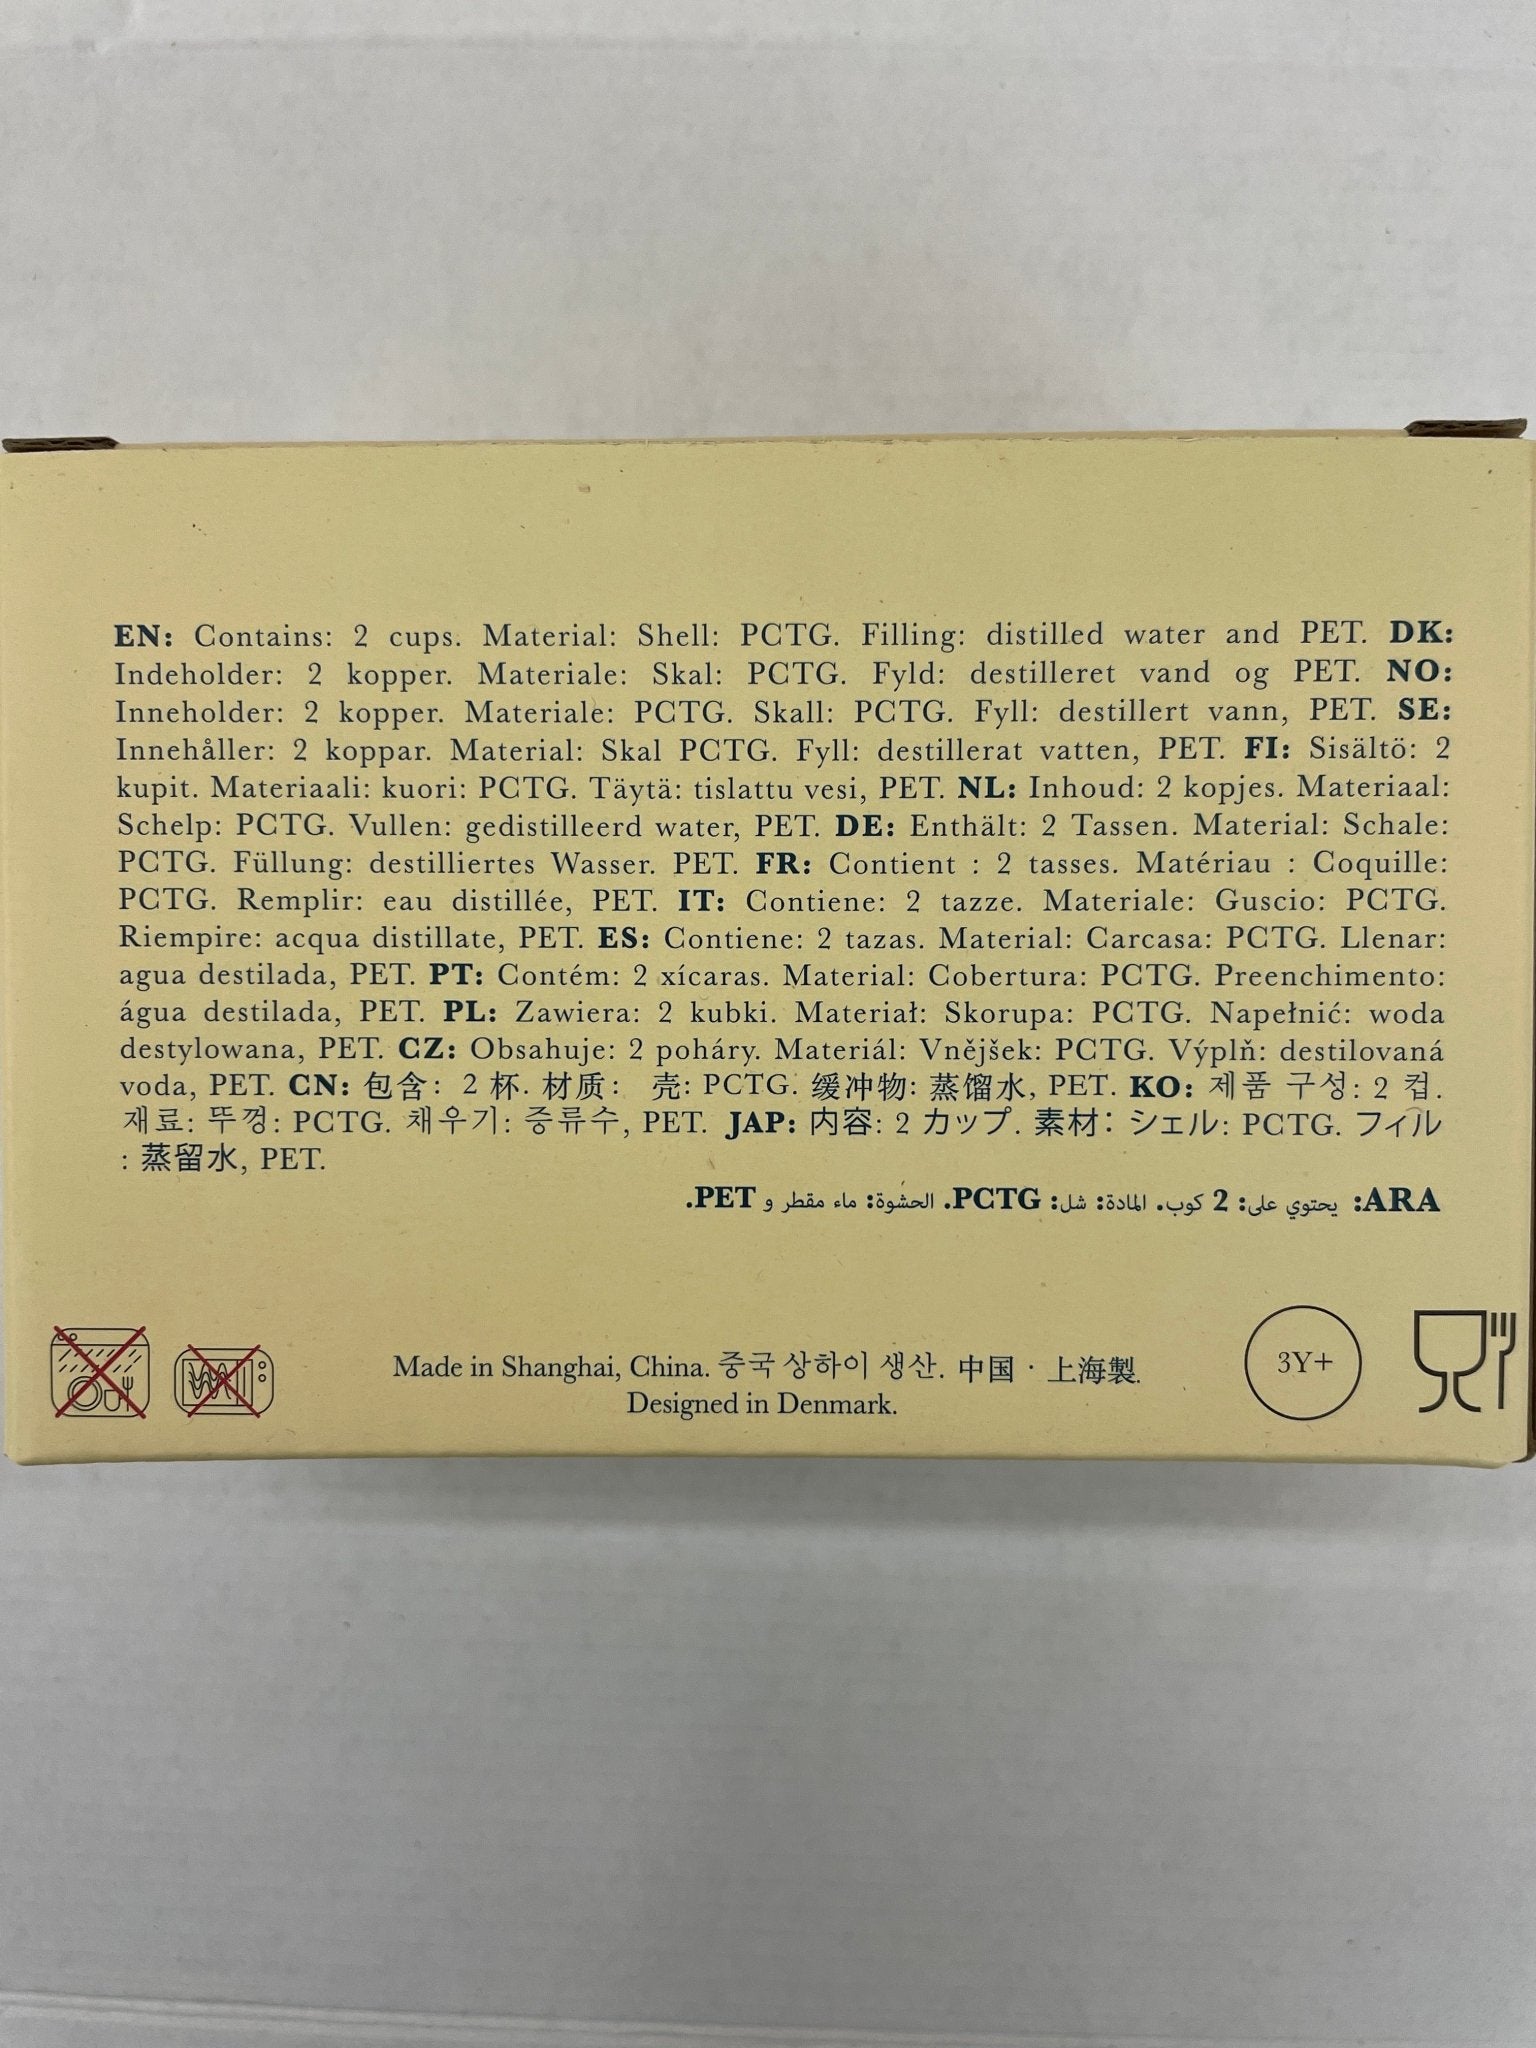 EN: Contains: 2 cups. Material: Shell: PCTG. Filling: distilled water and PET. DK:
Indeholder: 2 kopper. Materiale: Skal: PCTG. Fyld: destilleret vand og PET. NO:
Inneholder: 2 kopper. Materiale: PCTG. Skall: PCTG. Fyll: destillert vann, PET. SE:
Innehåller: 2 koppar. Material: Skal PCTG. Fyll: destillerat vatten, PET. FI: Sisältö: 2
kupit. Materiaali: kuori: PCTG. Täytä: tislattu vesi, PET. NL: Inhoud: 2 kopjes. Materiaal:
Schelp: PCTG. Vullen: gedistilleerd water, PET. DE: Enthält: 2 Tassen. Material: Schale:
PCTG. Füllung: destilliertes Wasser. PET. FR: Contient : 2 tasses. Matériau : Coquille:
PCTG. Remplir: eau distillée, PET. IT: Contiene: 2 tazze. Materiale: Guscio: PCTG.
Riempire: acqua distillate, PET. ES: Contiene: 2 tazas. Material: Carcasa: PCTG. Llenar:
agua destilada, PET. PT: Contém: 2 xícaras. Material: Cobertura: PCTG. Preenchimento:
água destilada, PET. PL: Zawiera: 2 kubki. Materiał: Skorupa: PCTG. Napełnić: woda
destylowana, PET. CZ: Obsahuje: 2 poháry. Materiál: Vnějšek: PCTG. Výplň: destilovaná
voda, PET. CN: 包含: 2 杯. 材质: 壳: PCTG. 缓冲物: 蒸馏水, PET. KO: 제품 구성: 2 컵.
재료: 뚜껑: PCTG. 채우기: 증류수, PET. JAP: 内容: 2 カップ. 素材: シェル: PCTG. フィル
: 蒸留水, PET.
ARA: يحتوي على: 2 كوب. المادة: شل: PCTG. الحشوة: ماء مقطر و PET.
Made in Shanghai, China. 중국 상하이 생산. 中国・上海製.
Designed in Denmark.
3Y+